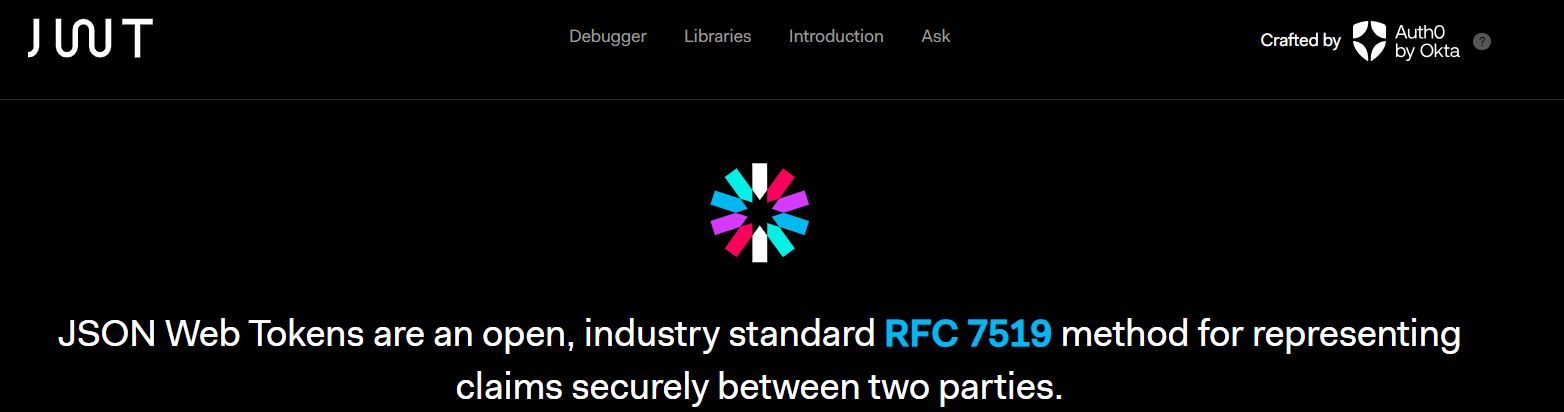 JWT
Debugger Libraries Introduction Ask
Crafted by Auth0 by Okta ?
JSON Web Tokens are an open, industry standard RFC 7519 method for representing
claims securely between two parties.